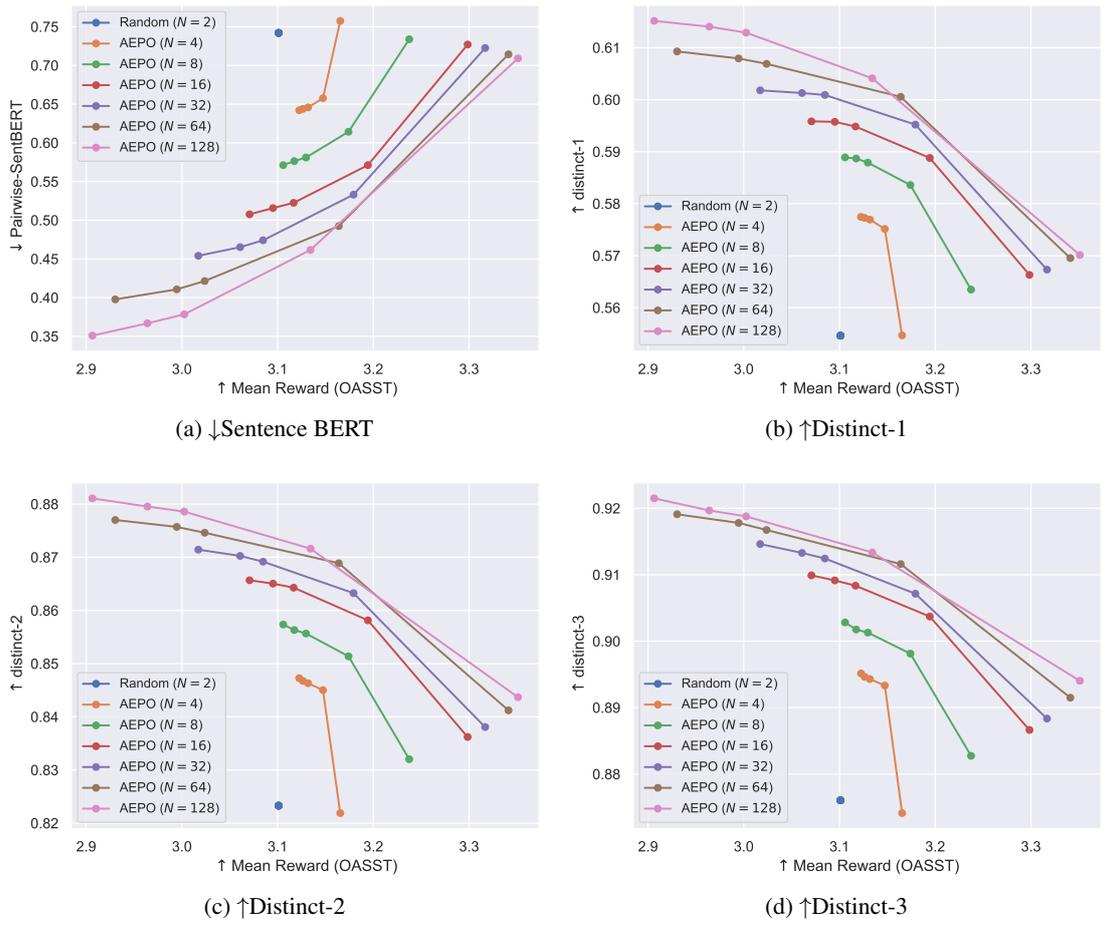 0.75
0.70
0.65
0.60
0.55
0.50
0.45
0.40
0.35
↓ Pairwise-SentBERT
Random (N = 2)
AEPO (N = 4)
AEPO (N = 8)
AEPO (N = 16)
AEPO (N = 32)
AEPO (N = 64)
AEPO (N = 128)
2.9 3.0 3.1 3.2 3.3
↑ Mean Reward (OASST)
(a) ↓Sentence BERT
0.61
0.60
0.59
0.58
0.57
0.56
↑ distinct-1
Random (N = 2)
AEPO (N = 4)
AEPO (N = 8)
AEPO (N = 16)
AEPO (N = 32)
AEPO (N = 64)
AEPO (N = 128)
2.9 3.0 3.1 3.2 3.3
↑ Mean Reward (OASST)
(b) ↑Distinct-1
0.88
0.87
0.86
0.85
0.84
0.83
0.82
↑ distinct-2
Random (N = 2)
AEPO (N = 4)
AEPO (N = 8)
AEPO (N = 16)
AEPO (N = 32)
AEPO (N = 64)
AEPO (N = 128)
2.9 3.0 3.1 3.2 3.3
↑ Mean Reward (OASST)
(c) ↑Distinct-2
0.92
0.91
0.90
0.89
0.88
↑ distinct-3
Random (N = 2)
AEPO (N = 4)
AEPO (N = 8)
AEPO (N = 16)
AEPO (N = 32)
AEPO (N = 64)
AEPO (N = 128)
2.9 3.0 3.1 3.2 3.3
↑ Mean Reward (OASST)
(d) ↑Distinct-3